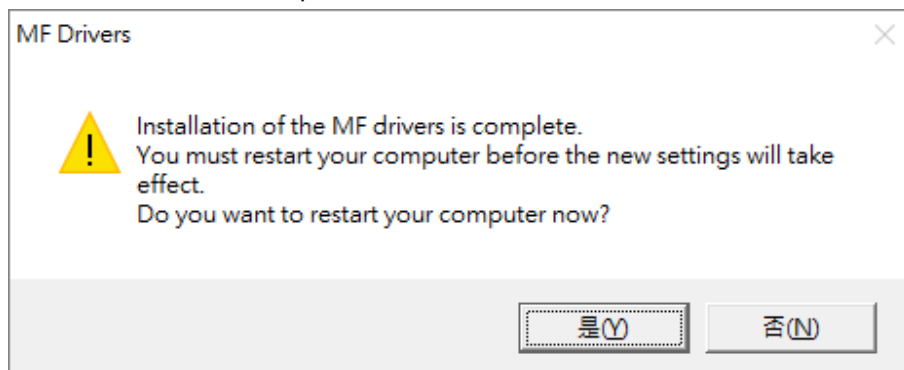 MF Drivers
Installation of the MF drivers is complete.
You must restart your computer before the new settings will take
effect.
Do you want to restart your computer now?
是(Y)
否(N)